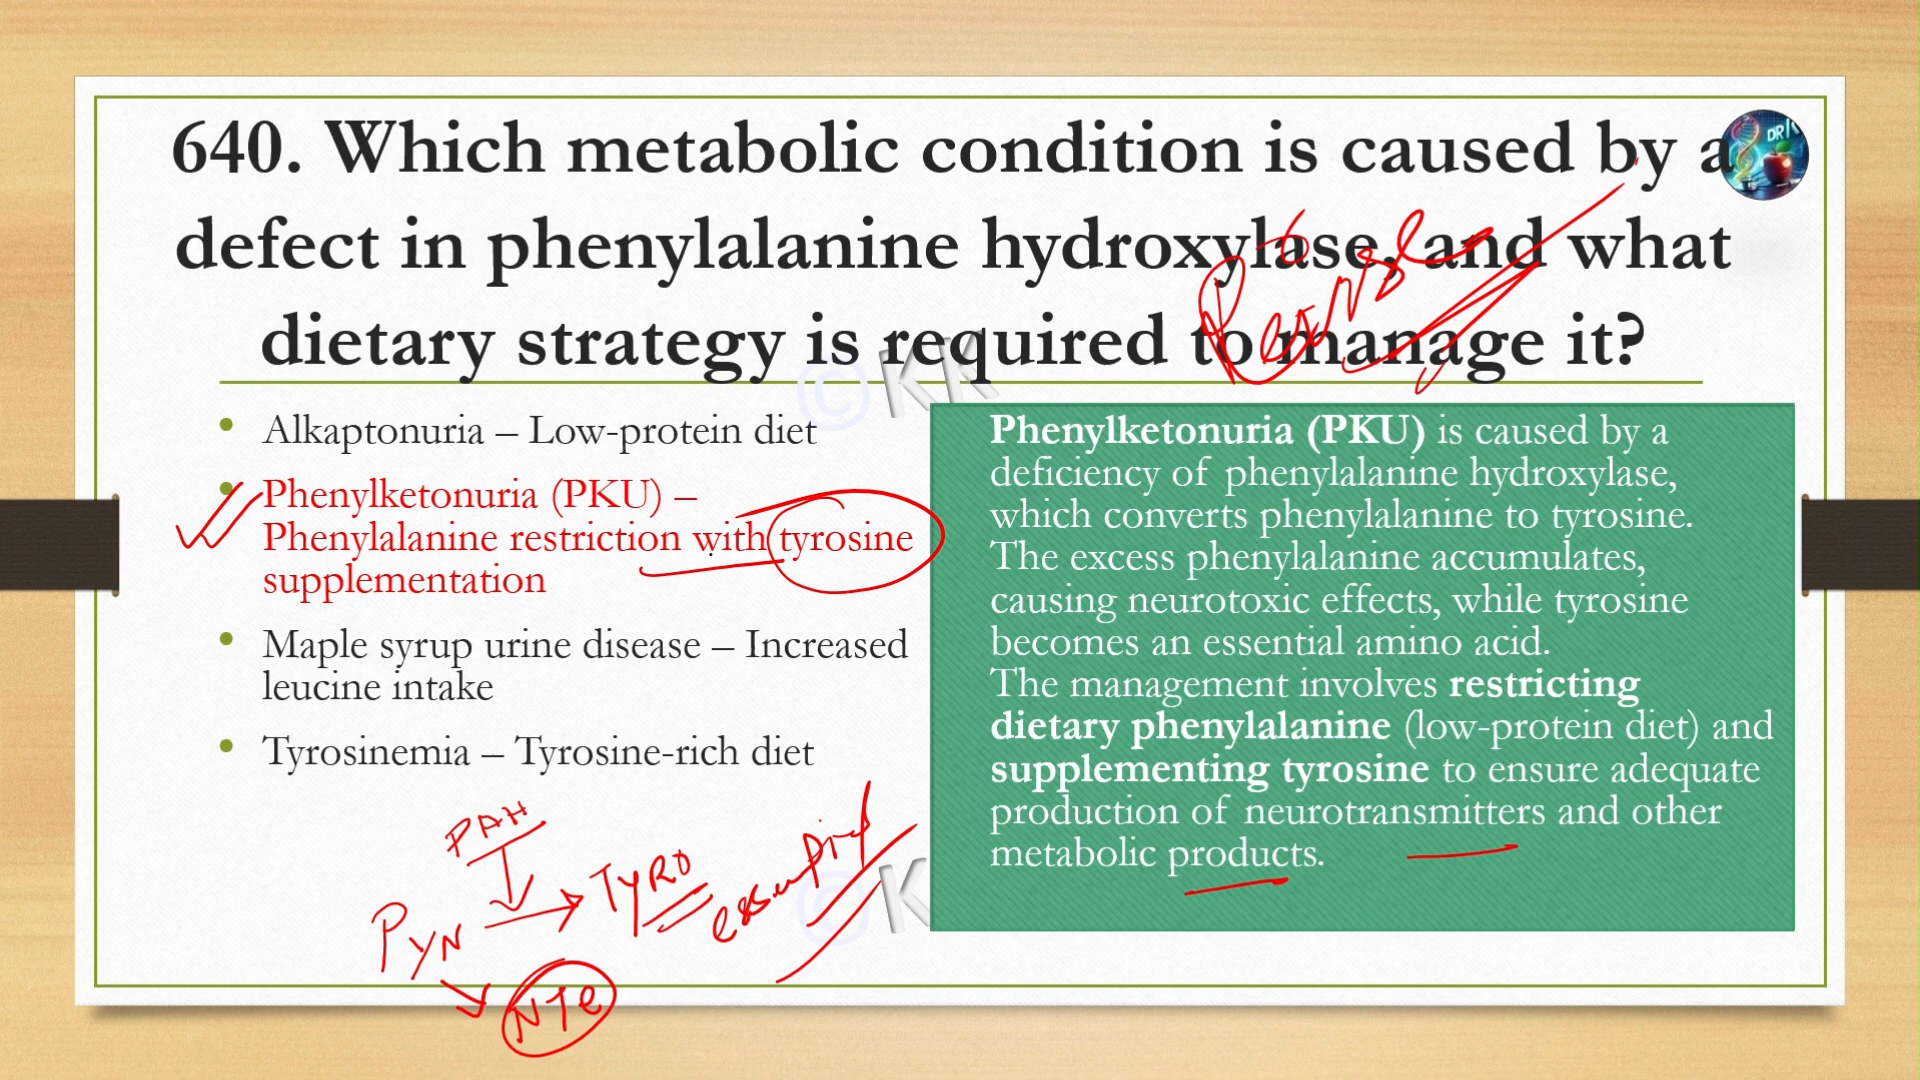 640. Which metabolic condition is caused by a
defect in phenylalanine hydroxylase, and what
dietary strategy is required to manage it?
DR
Revise
© KK
• Alkaptonuria – Low-protein diet
• Phenylketonuria (PKU) –
Phenylalanine restriction with tyrosine
supplementation
• Maple syrup urine disease – Increased
leucine intake
• Tyrosinemia – Tyrosine-rich diet
Phenylketonuria (PKU) is caused by a
deficiency of phenylalanine hydroxylase,
which converts phenylalanine to tyrosine.
The excess phenylalanine accumulates,
causing neurotoxic effects, while tyrosine
becomes an essential amino acid.
The management involves restricting
dietary phenylalanine (low-protein diet) and
supplementing tyrosine to ensure adequate
production of neurotransmitters and other
metabolic products.
PAH
PYN
TYRO
© K